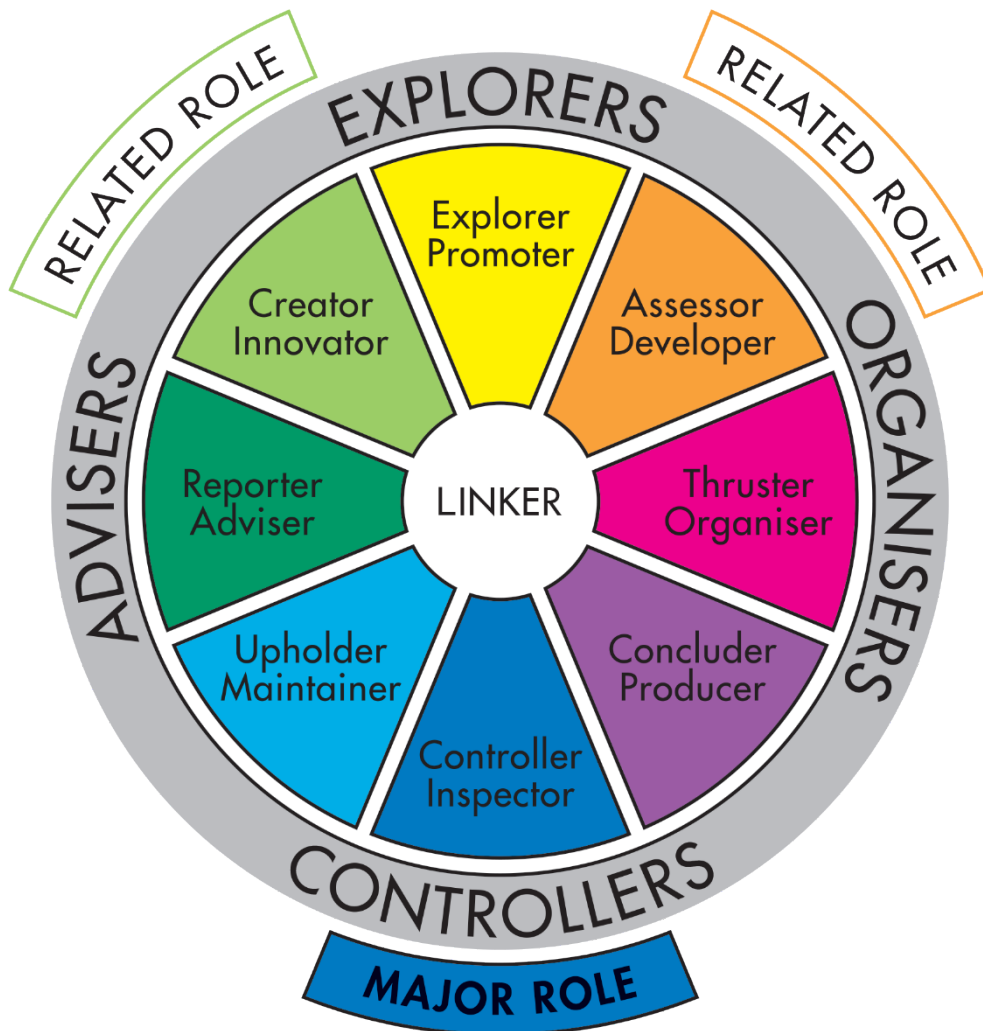 RELATED ROLE
RELATED ROLE
EXPLORERS
Explorer
Promoter
Creator
Innovator
Assessor
Developer
ADVISERS
ORGANISERS
Reporter
Adviser
LINKER
Thruster
Organiser
Upholder
Maintainer
Concluder
Producer
Controller
Inspector
CONTROLLERS
MAJOR ROLE